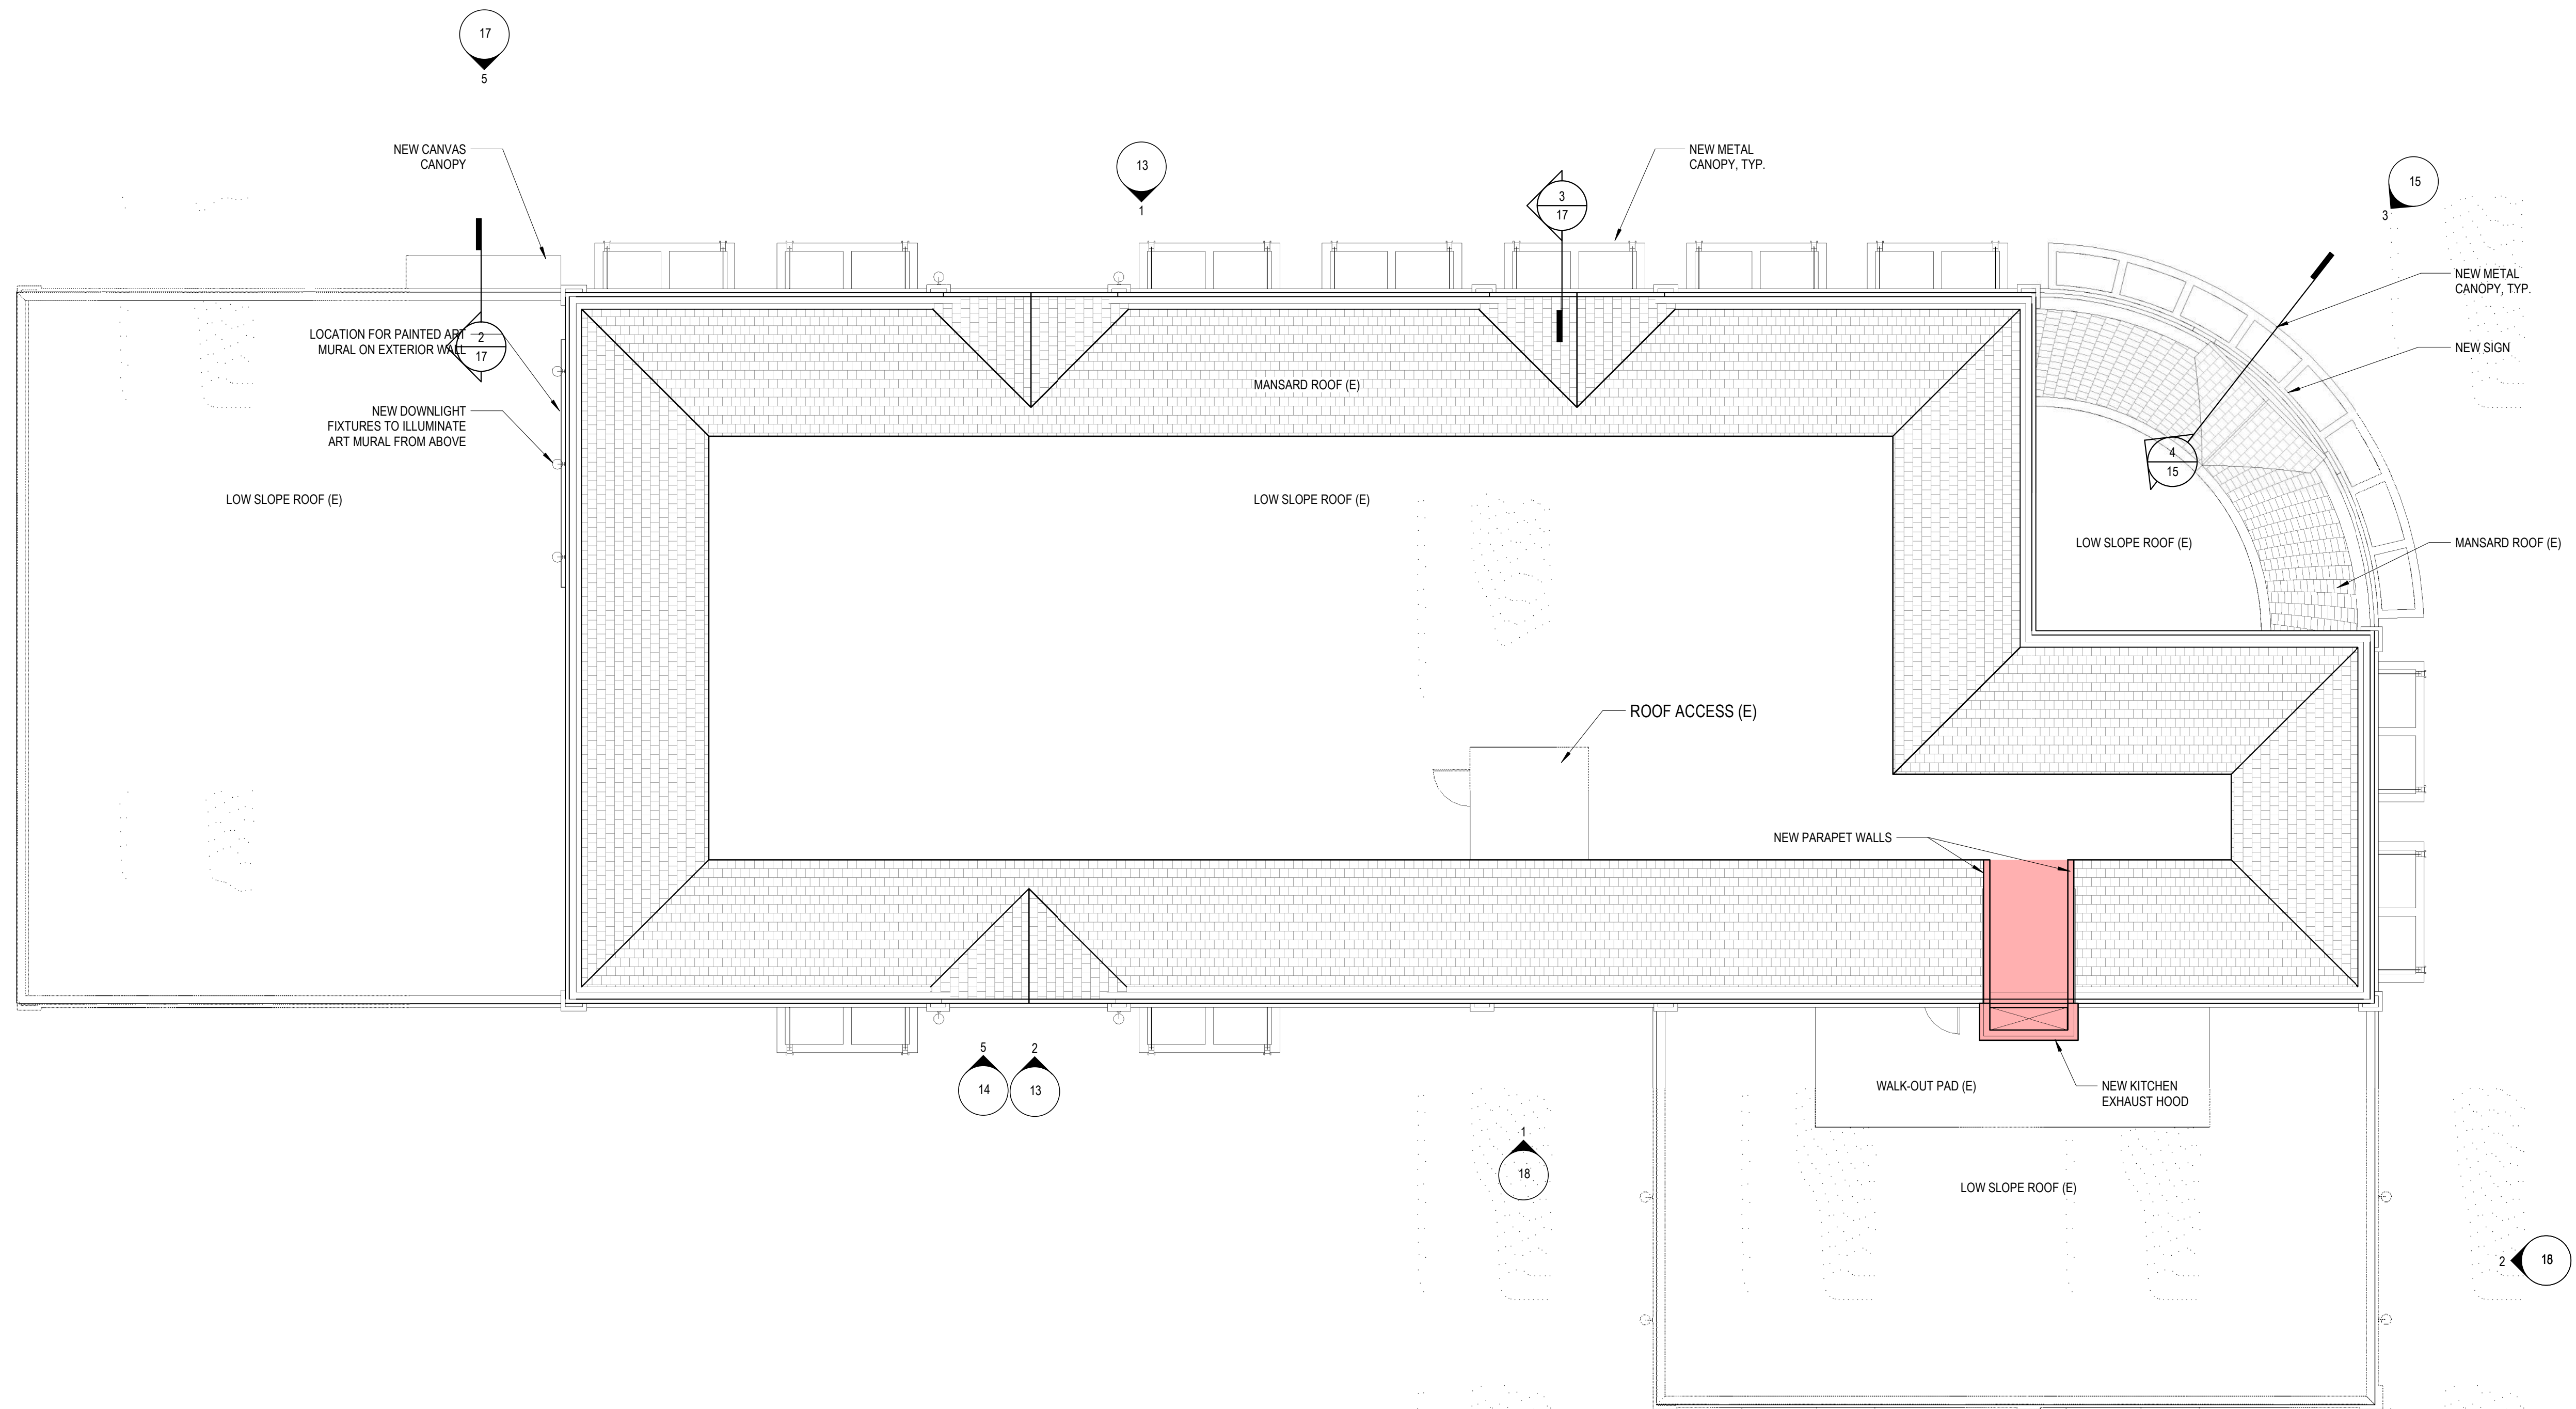 17
5
NEW CANVAS
CANOPY
13
1
3
17
NEW METAL
CANOPY, TYP.
15
3
NEW METAL
CANOPY, TYP.
LOCATION FOR PAINTED ART
MURAL ON EXTERIOR WALL
2
17
NEW SIGN
MANSARD ROOF (E)
NEW DOWNLIGHT
FIXTURES TO ILLUMINATE
ART MURAL FROM ABOVE
4
15
LOW SLOPE ROOF (E)
LOW SLOPE ROOF (E)
LOW SLOPE ROOF (E)
MANSARD ROOF (E)
ROOF ACCESS (E)
NEW PARAPET WALLS
5
14
2
13
WALK-OUT PAD (E)
NEW KITCHEN
EXHAUST HOOD
1
18
LOW SLOPE ROOF (E)
2